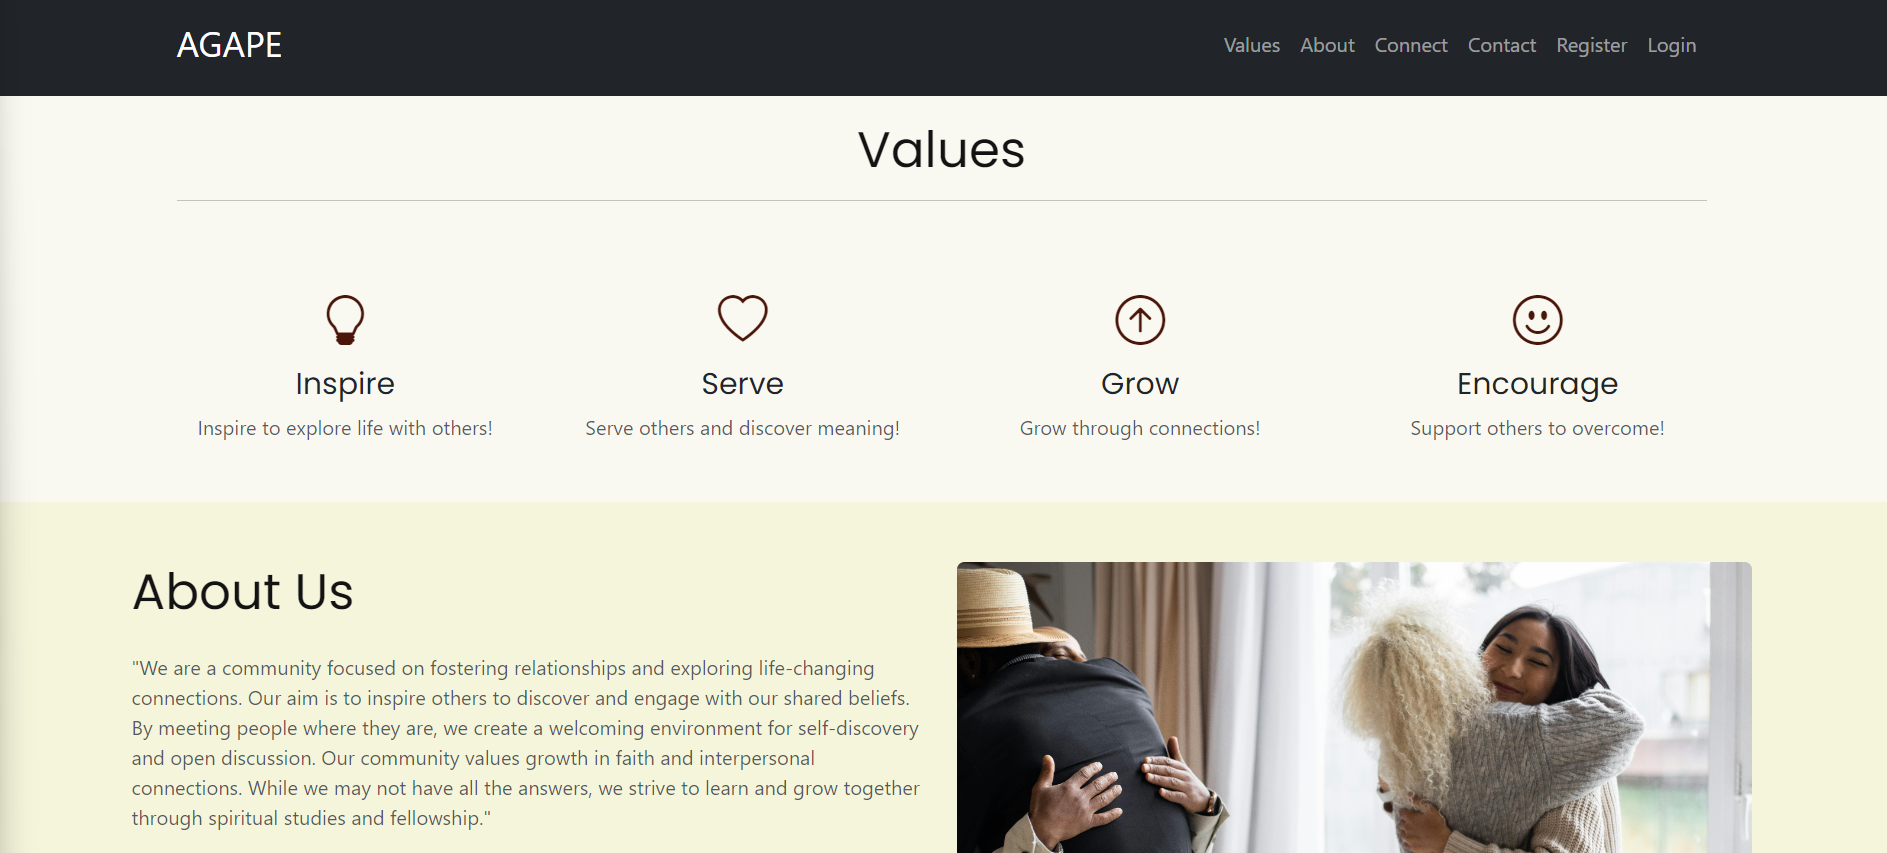 AGAPE
Values About Connect Contact Register Login
Values
Inspire
Inspire to explore life with others!
Serve
Serve others and discover meaning!
Grow
Grow through connections!
Encourage
Support others to overcome!
About Us
"We are a community focused on fostering relationships and exploring life-changing
connections. Our aim is to inspire others to discover and engage with our shared beliefs.
By meeting people where they are, we create a welcoming environment for self-discovery
and open discussion. Our community values growth in faith and interpersonal
connections. While we may not have all the answers, we strive to learn and grow together
through spiritual studies and fellowship."